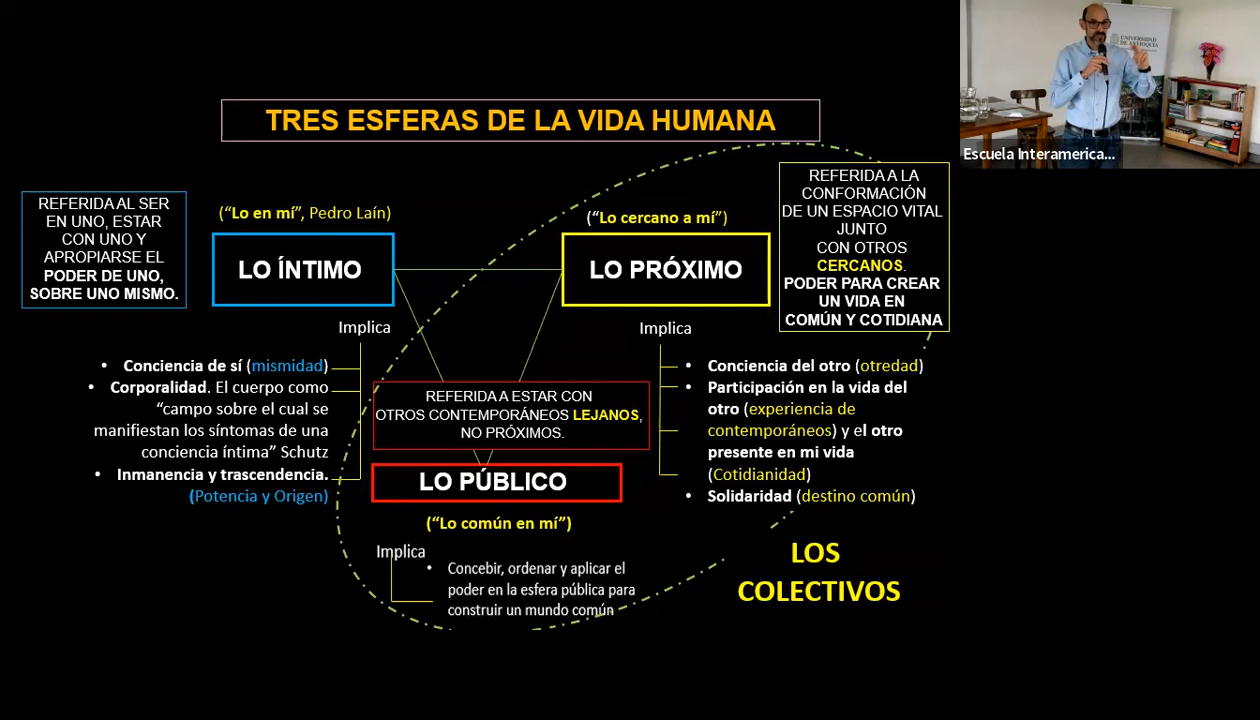 UNIVERSIDAD
DE ANTIOQUIA
Escuela Interamerica...
TRES ESFERAS DE LA VIDA HUMANA
REFERIDA AL SER
EN UNO, ESTAR
CON UNO Y
APROPIARSE EL
PODER DE UNO,
SOBRE UNO MISMO.
(“Lo en mí”, Pedro Laín)
LO ÍNTIMO
Implica
• Conciencia de sí (mismidad)
• Corporalidad. El cuerpo como
“campo sobre el cual se
manifiestan los síntomas de una
conciencia íntima” Schutz
• Inmanencia y trascendencia.
(Potencia y Origen)
(“Lo cercano a mí”)
LO PRÓXIMO
REFERIDA A LA
CONFORMACIÓN
DE UN ESPACIO VITAL
JUNTO
CON OTROS
CERCANOS.
PODER PARA CREAR
UN VIDA EN
COMÚN Y COTIDIANA
Implica
• Conciencia del otro (otredad)
• Participación en la vida del
otro (experiencia de
contemporáneos) y el otro
presente en mi vida
(Cotidianidad)
• Solidaridad (destino común)
REFERIDA A ESTAR CON
OTROS CONTEMPORÁNEOS LEJANOS,
NO PRÓXIMOS.
LO PÚBLICO
(“Lo común en mí”)
Implica
• Concebir, ordenar y aplicar el
poder en la esfera pública para
construir un mundo común
LOS
COLECTIVOS